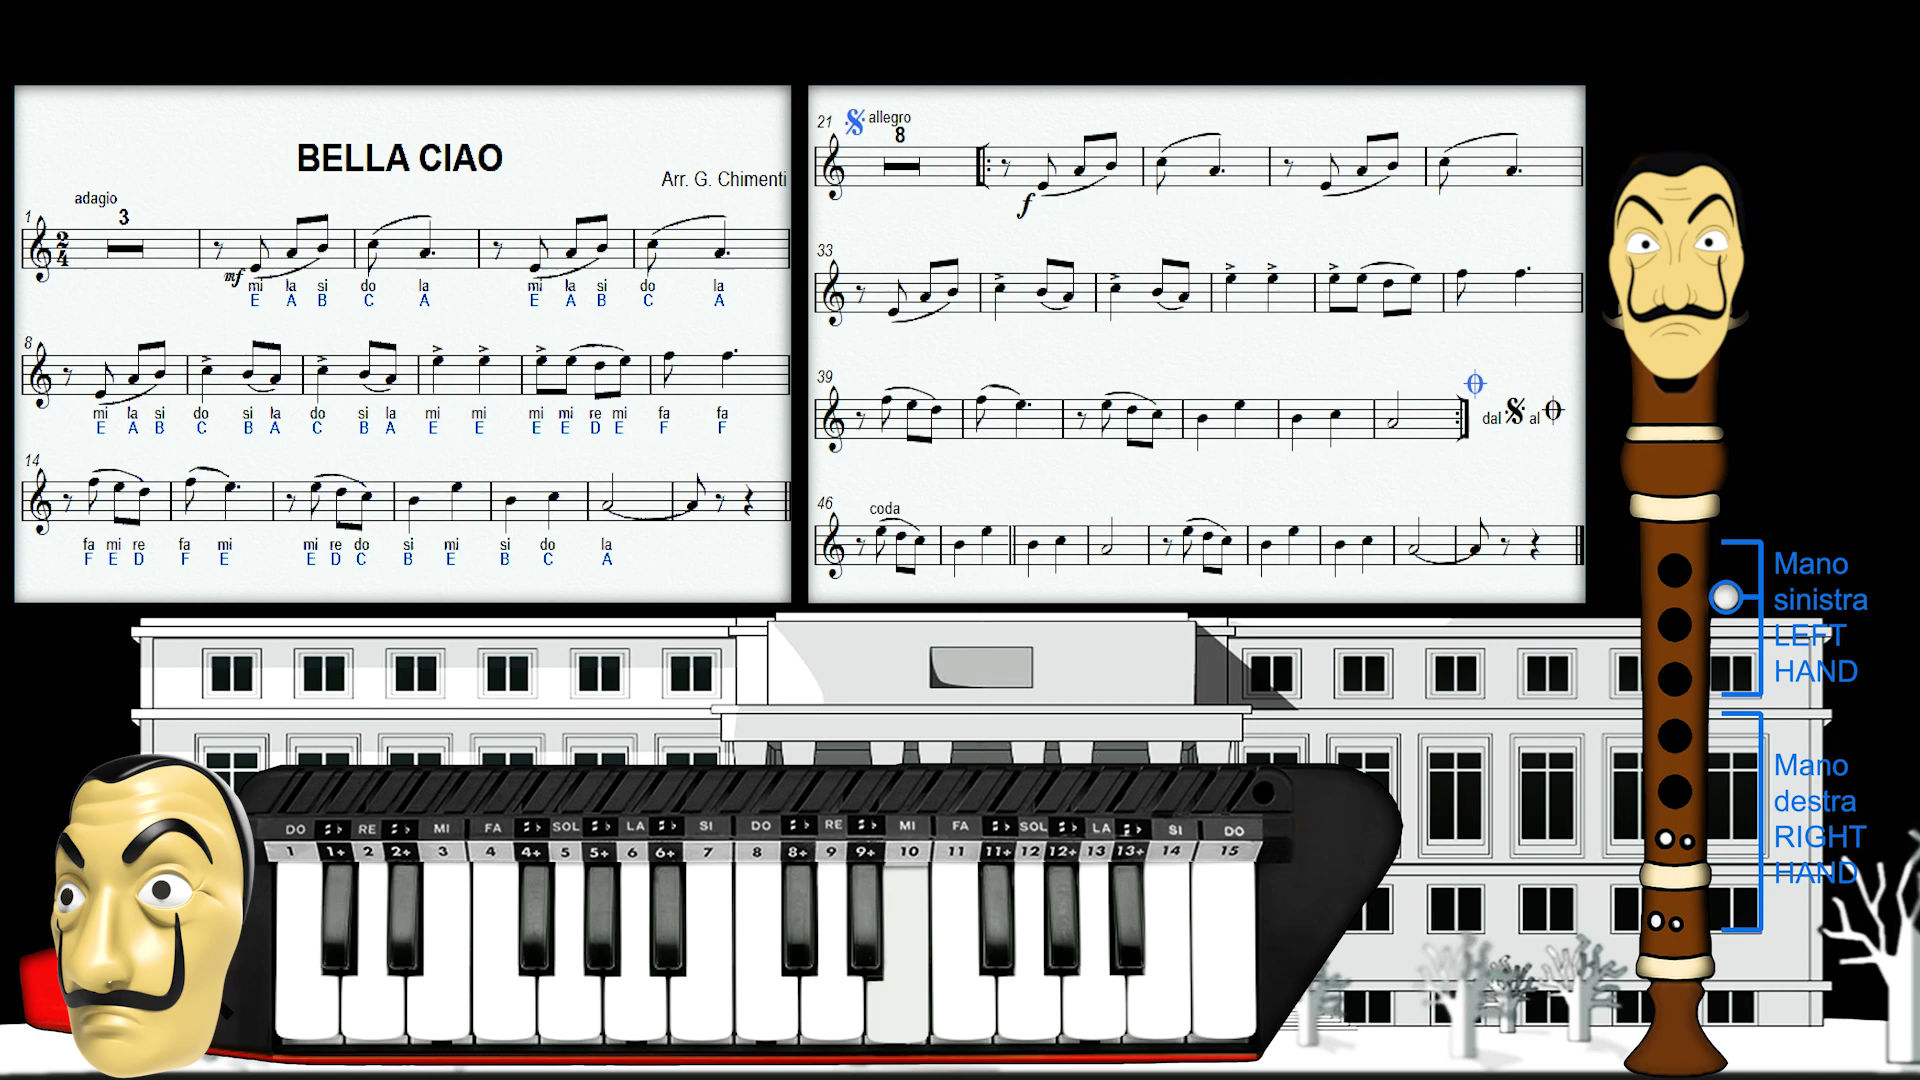 BELLA CIAO
Arr. G. Chimenti
adagio
1
3
2
4
mf
mi la si do la mi la si do la
E A B C A E A B C A
8
mi la si do si la do si la mi mi mi mi re mi fa fa
E A B C B A C B A E E E E D E F F
14
fa mi re fa mi mi re do si mi si do la
F E D F E E D C B E B C A
21 allegro
8
f
33
39
dal al
46
coda
Mano
sinistra
LEFT
HAND
Mano
destra
RIGHT
HAND
DO ♯♭ RE ♯♭ MI FA ♯♭ SOL ♯♭ LA ♯♭ SI DO ♯♭ RE ♯♭ MI FA ♯♭ SOL ♯♭ LA ♯♭ SI DO
1 1+ 2 2+ 3 4 4+ 5 5+ 6 6+ 7 8 8+ 9 9+ 10 11 11+ 12 12+ 13 13+ 14 15